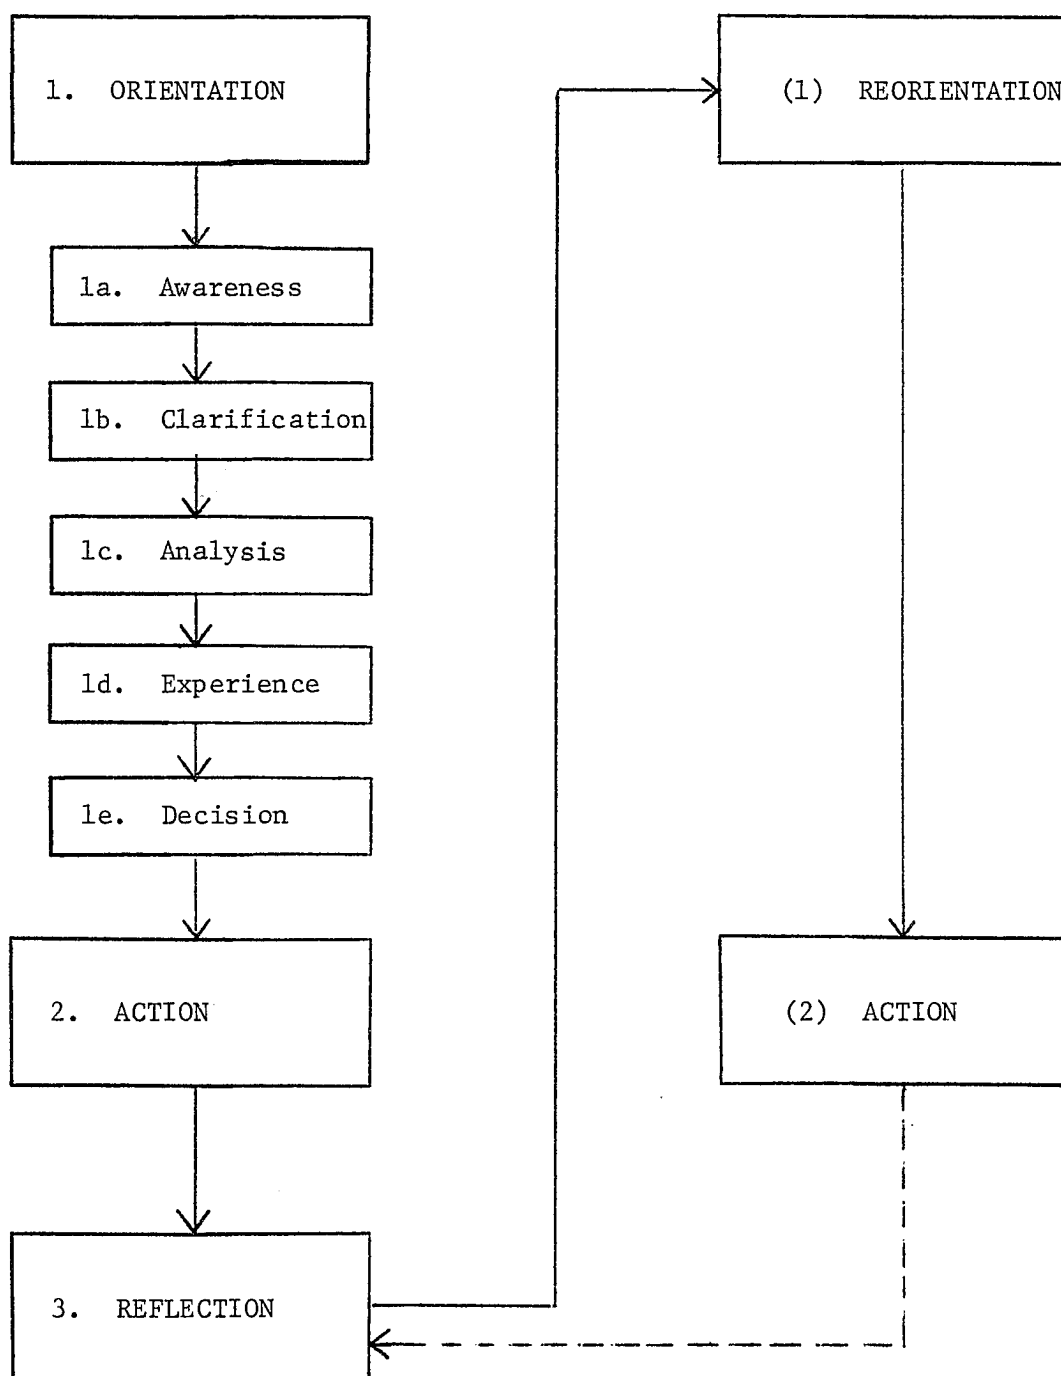 1. ORIENTATION
1a. Awareness
1b. Clarification
1c. Analysis
1d. Experience
1e. Decision
2. ACTION
3. REFLECTION
(1) REORIENTATION
(2) ACTION